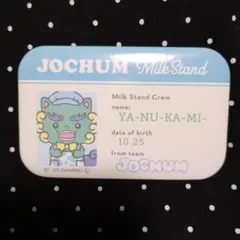 JOCHUM Milk Stand
Milk Stand Crew
name:
YA-NU-KA-MI-
date of birth
10 25
from team
JOCHUM